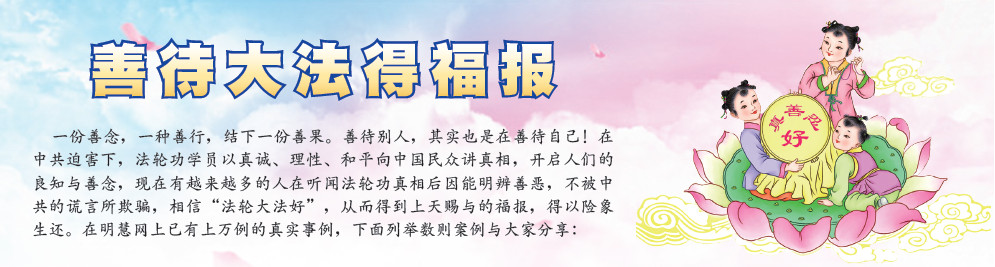 善待大法得福报
一份善念，一种善行，结下一份善果。善待别人，其实也是在善待自己！在
中共迫害下，法轮功学员以真诚、理性、和平向中国民众讲真相，开启人们的
良知与善念，现在有越来越多的人在听闻法轮功真相后因能明辨善恶，不被中
共的谎言所欺骗，相信“法轮大法好”，从而得到上天赐与的福报，得以险象
生还。在明慧网上已有上万例的真实事例，下面列举数则案例与大家分享：
真善忍
好